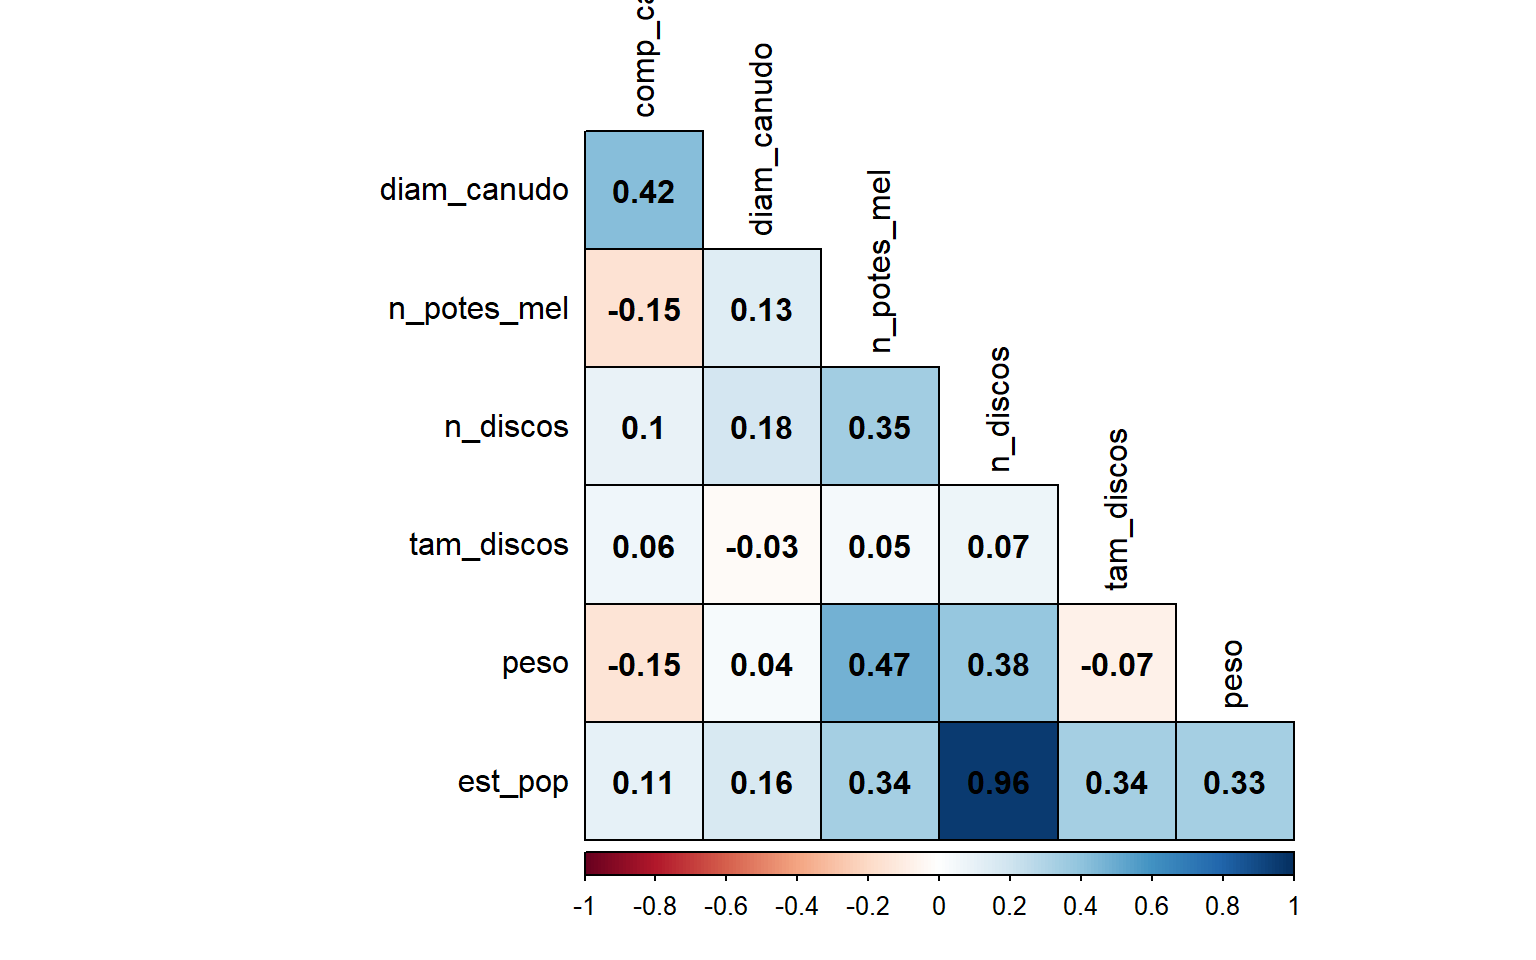 diam_canudo
n_potes_mel
n_discos
tam_discos
peso
diam_canudo 0.42
n_potes_mel -0.15 0.13
n_discos 0.1 0.18 0.35
tam_discos 0.06 -0.03 0.05 0.07
peso -0.15 0.04 0.47 0.38 -0.07
est_pop 0.11 0.16 0.34 0.96 0.34 0.33
-1 -0.8 -0.6 -0.4 -0.2 0 0.2 0.4 0.6 0.8 1